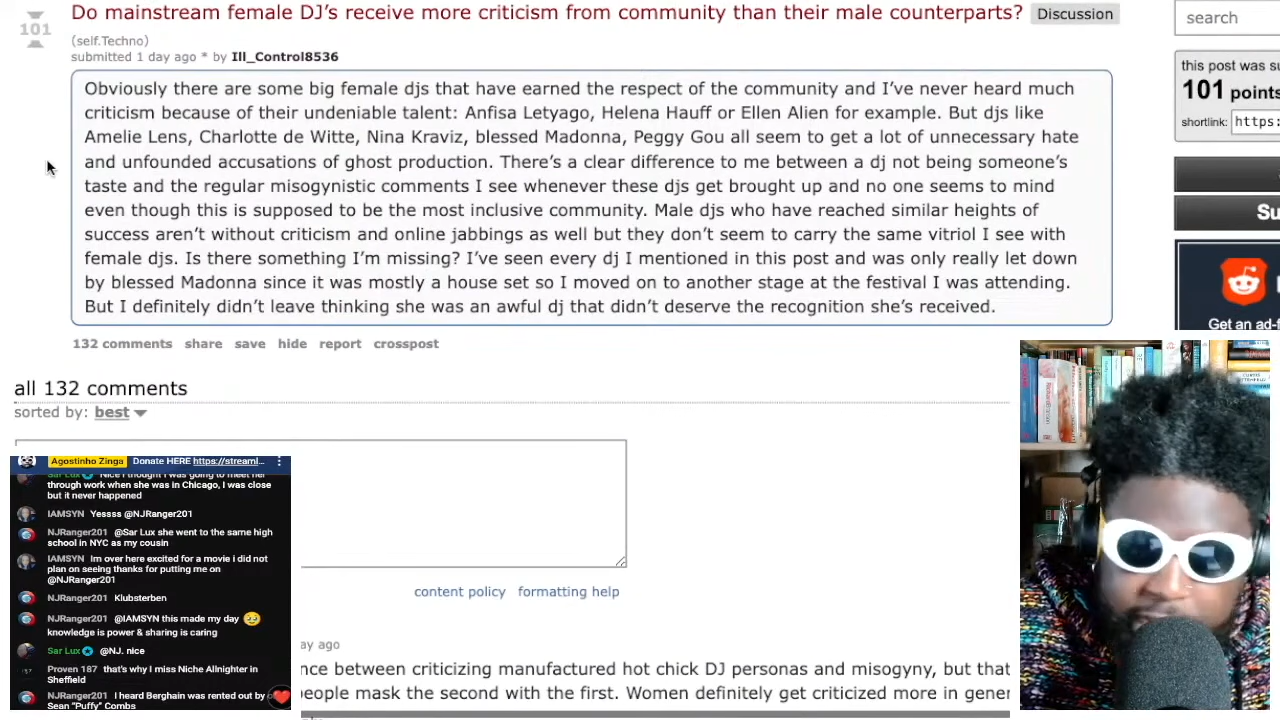 Do mainstream female DJ’s receive more criticism from community than their male counterparts? Discussion
101
(self.Techno)
submitted 1 day ago * by Ill_Control8536
Obviously there are some big female djs that have earned the respect of the community and I’ve never heard much
criticism because of their undeniable talent: Anfisa Letyago, Helena Hauff or Ellen Alien for example. But djs like
Amelie Lens, Charlotte de Witte, Nina Kraviz, blessed Madonna, Peggy Gou all seem to get a lot of unnecessary hate
and unfounded accusations of ghost production. There’s a clear difference to me between a dj not being someone’s
taste and the regular misogynistic comments I see whenever these djs get brought up and no one seems to mind
even though this is supposed to be the most inclusive community. Male djs who have reached similar heights of
success aren’t without criticism and online jabbings as well but they don’t seem to carry the same vitriol I see with
female djs. Is there something I’m missing? I’ve seen every dj I mentioned in this post and was only really let down
by blessed Madonna since it was mostly a house set so I moved on to another stage at the festival I was attending.
But I definitely didn’t leave thinking she was an awful dj that didn’t deserve the recognition she’s received.
132 comments share save hide report crosspost
all 132 comments
sorted by: best
content policy formatting help
ay ago
nce between criticizing manufactured hot chick DJ personas and misogyny, but that
people mask the second with the first. Women definitely get criticized more in gener
search
this post was su
101 points
shortlink: https:
Su
Get an ad-f
Agostinho Zinga Donate HERE https://streaml...
Sar Lux Nice I thought I was going to meet her
through work when she was in Chicago, I was close
but it never happened
IAMSYN Yessss @NJRanger201
NJRanger201 @Sar Lux she went to the same high
school in NYC as my cousin
IAMSYN Im over here excited for a movie i did not
plan on seeing thanks for putting me on
@NJRanger201
NJRanger201 Klubsterben
NJRanger201 @IAMSYN this made my day
knowledge is power & sharing is caring
Sar Lux @NJ. nice
Proven 187 that's why I miss Niche Allnighter in
Sheffield
NJRanger201 I heard Berghain was rented out by
Sean "Puffy" Combs